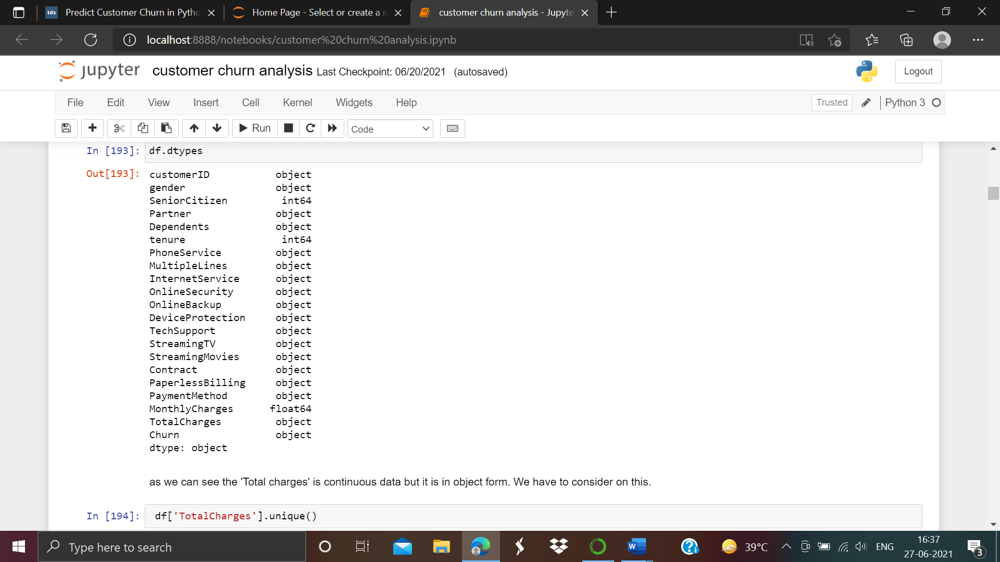 tds Predict Customer Churn in Pytho
Home Page - Select or create a n
customer churn analysis - Jupyte
localhost:8888/notebooks/customer%20churn%20analysis.ipynb
jupyter customer churn analysis Last Checkpoint: 06/20/2021 (autosaved)
Logout
File Edit View Insert Cell Kernel Widgets Help
Trusted Python 3
Run Code
In [193]: df.dtypes
Out[193]: customerID object
gender object
SeniorCitizen int64
Partner object
Dependents object
tenure int64
PhoneService object
MultipleLines object
InternetService object
OnlineSecurity object
OnlineBackup object
DeviceProtection object
TechSupport object
StreamingTV object
StreamingMovies object
Contract object
PaperlessBilling object
PaymentMethod object
MonthlyCharges float64
TotalCharges object
Churn object
dtype: object
as we can see the 'Total charges' is continuous data but it is in object form. We have to consider on this.
In [194]: df['TotalCharges'].unique()
Type here to search
W
39°C
ENG
16:37
27-06-2021
3